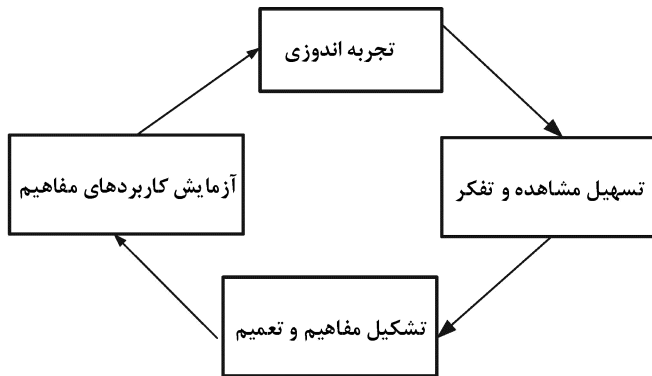 تجربه اندوزی
تسهیل مشاهده و تفکر
تشکیل مفاهیم و تعمیم
آزمایش کاربردهای مفاهیم